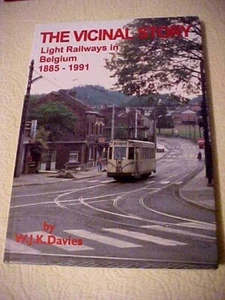 THE VICINAL STORY
Light Railways in
Belgium
1885 - 1991
by
W.J.K.Davies